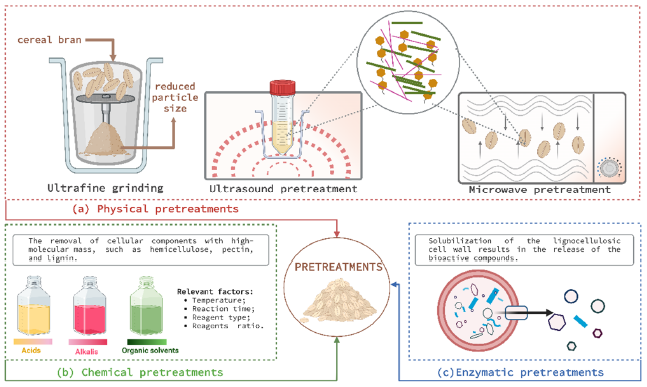 cereal bran
reduced
particle
size
Ultrafine grinding
Ultrasound pretreatment
Microwave pretreatment
(a) Physical pretreatments
The removal of cellular components with high-
molecular mass, such as hemicellulose, pectin,
and lignin.
Relevant factors:
• Temperature;
• Reaction time;
• Reagent type;
• Reagents ratio.
Acids
Alkalis
Organic solvents
(b) Chemical pretreatments
PRETREATMENTS
Solubilization of the lignocellulosic
cell wall results in the release of the
bioactive compounds.
(c)Enzymatic pretreatments